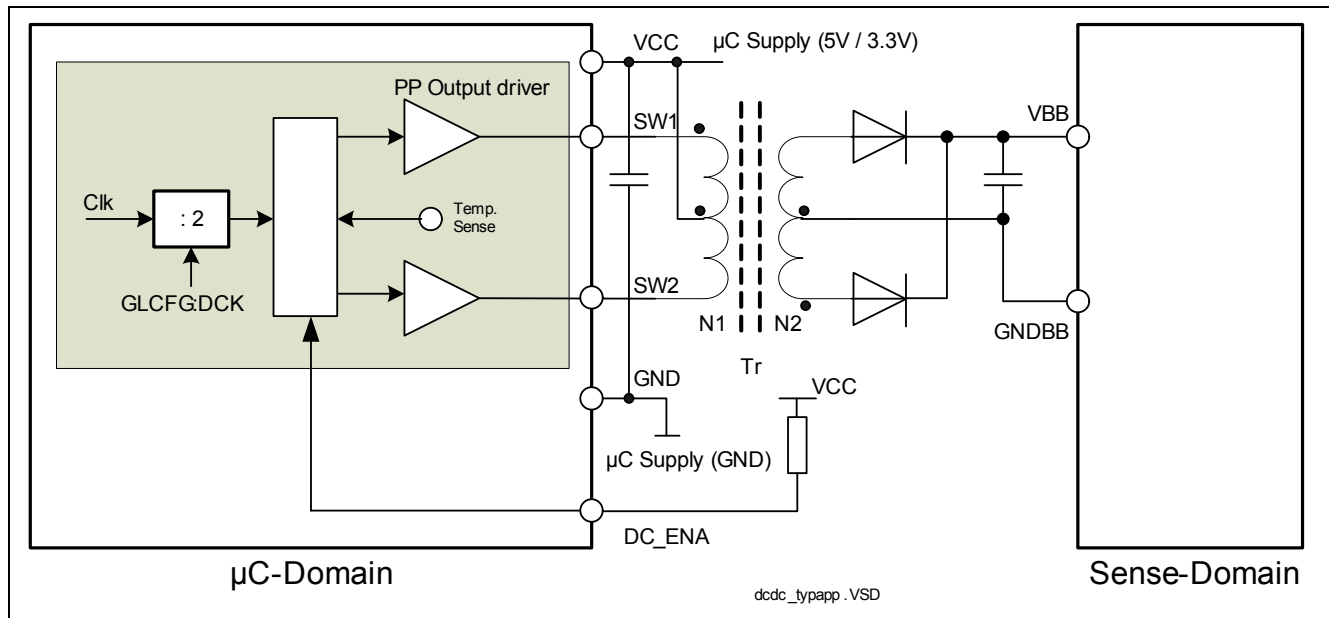 VCC
µC Supply (5V / 3.3V)
PP Output driver
SW1
VBB
Clk
: 2
Temp.
Sense
GLCFG:DCK
SW2
N1
N2
GNDBB
Tr
GND
VCC
µC Supply (GND)
DC_ENA
µC-Domain
Sense-Domain
dcdc_typapp .VSD